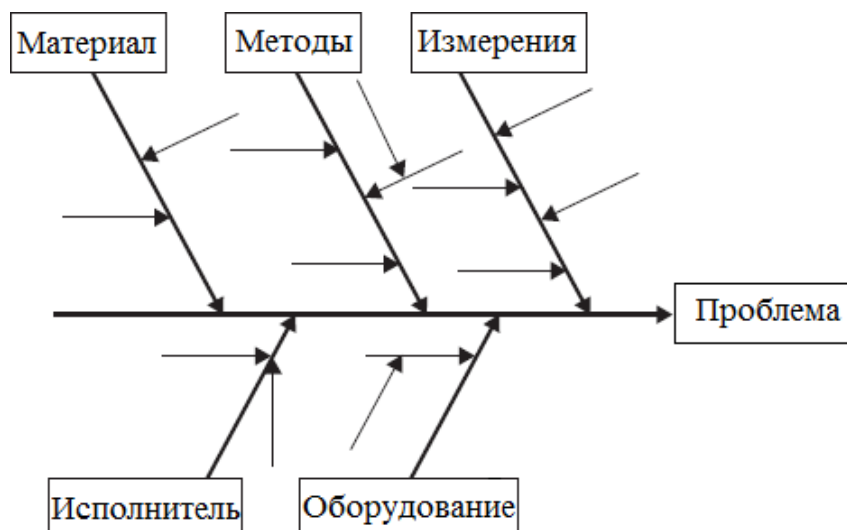 Материал
Методы
Измерения
Проблема
Исполнитель
Оборудование